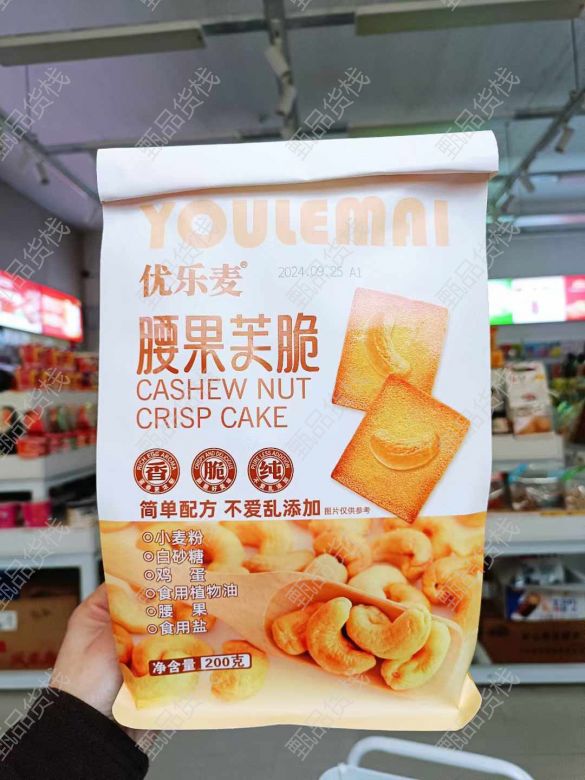 YOULEMAI
优乐麦®
2024.09.25 A1
腰果芙脆
CASHEW NUT
CRISP CAKE
香 脆 纯
简单配方 不爱乱添加 图片仅供参考
小麦粉
白砂糖
鸡 蛋
食用植物油
腰 果
食用盐
净含量 200克
甄品货栈